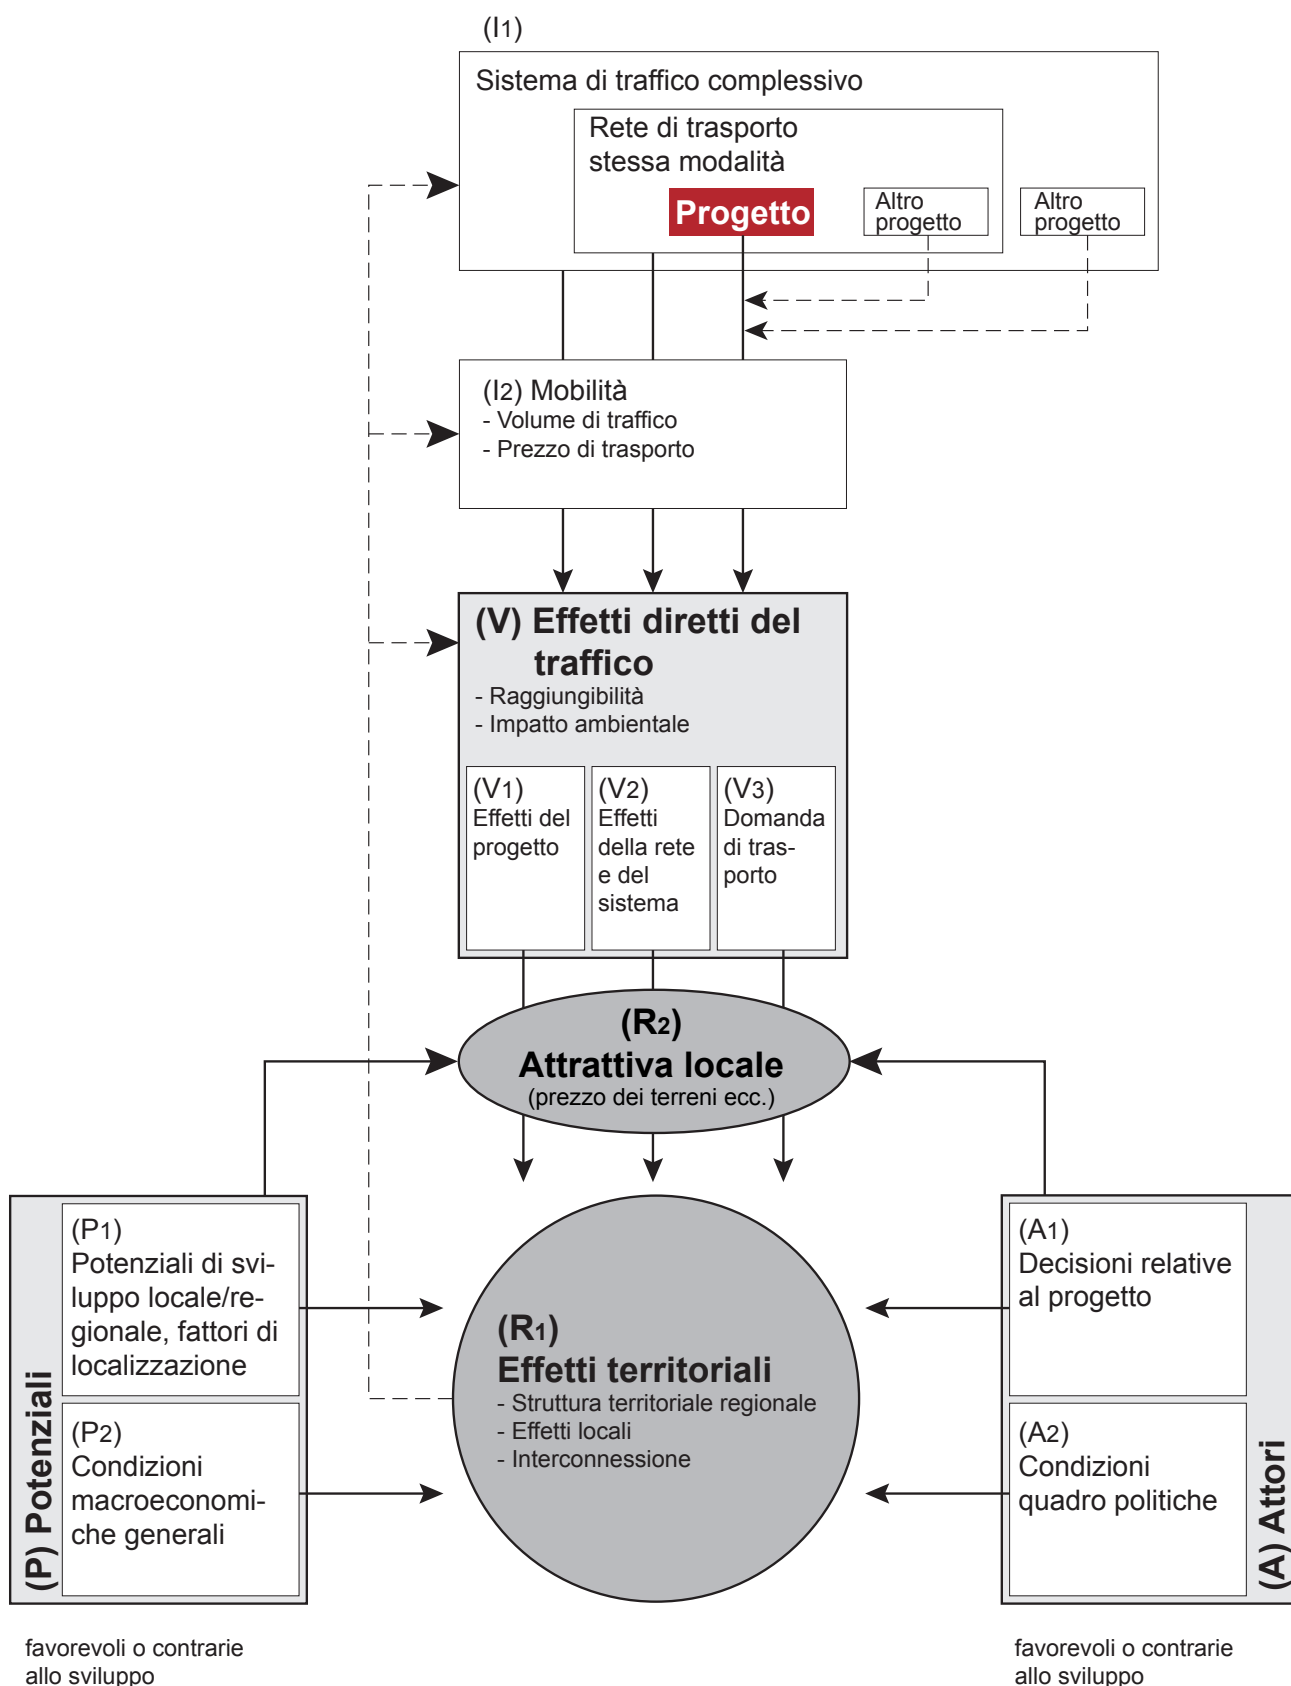 (I1)
Sistema di traffico complessivo
Rete di trasporto
stessa modalità
Progetto
Altro
progetto
Altro
progetto
(I2) Mobilità
- Volume di traffico
- Prezzo di trasporto
(V) Effetti diretti del
traffico
- Raggiungibilità
- Impatto ambientale
(V1)
Effetti del
progetto
(V2)
Effetti
della rete
e del
sistema
(V3)
Domanda
di tras-
porto
(R2)
Attrattiva locale
(prezzo dei terreni ecc.)
(P) Potenziali
(P1)
Potenziali di svi-
luppo locale/re-
gionale, fattori di
localizzazione
(P2)
Condizioni
macroeconomi-
che generali
(R1)
Effetti territoriali
- Struttura territoriale regionale
- Effetti locali
- Interconnessione
(A1)
Decisioni relative
al progetto
(A2)
Condizioni
quadro politiche
(A) Attori
favorevoli o contrarie
allo sviluppo
favorevoli o contrarie
allo sviluppo